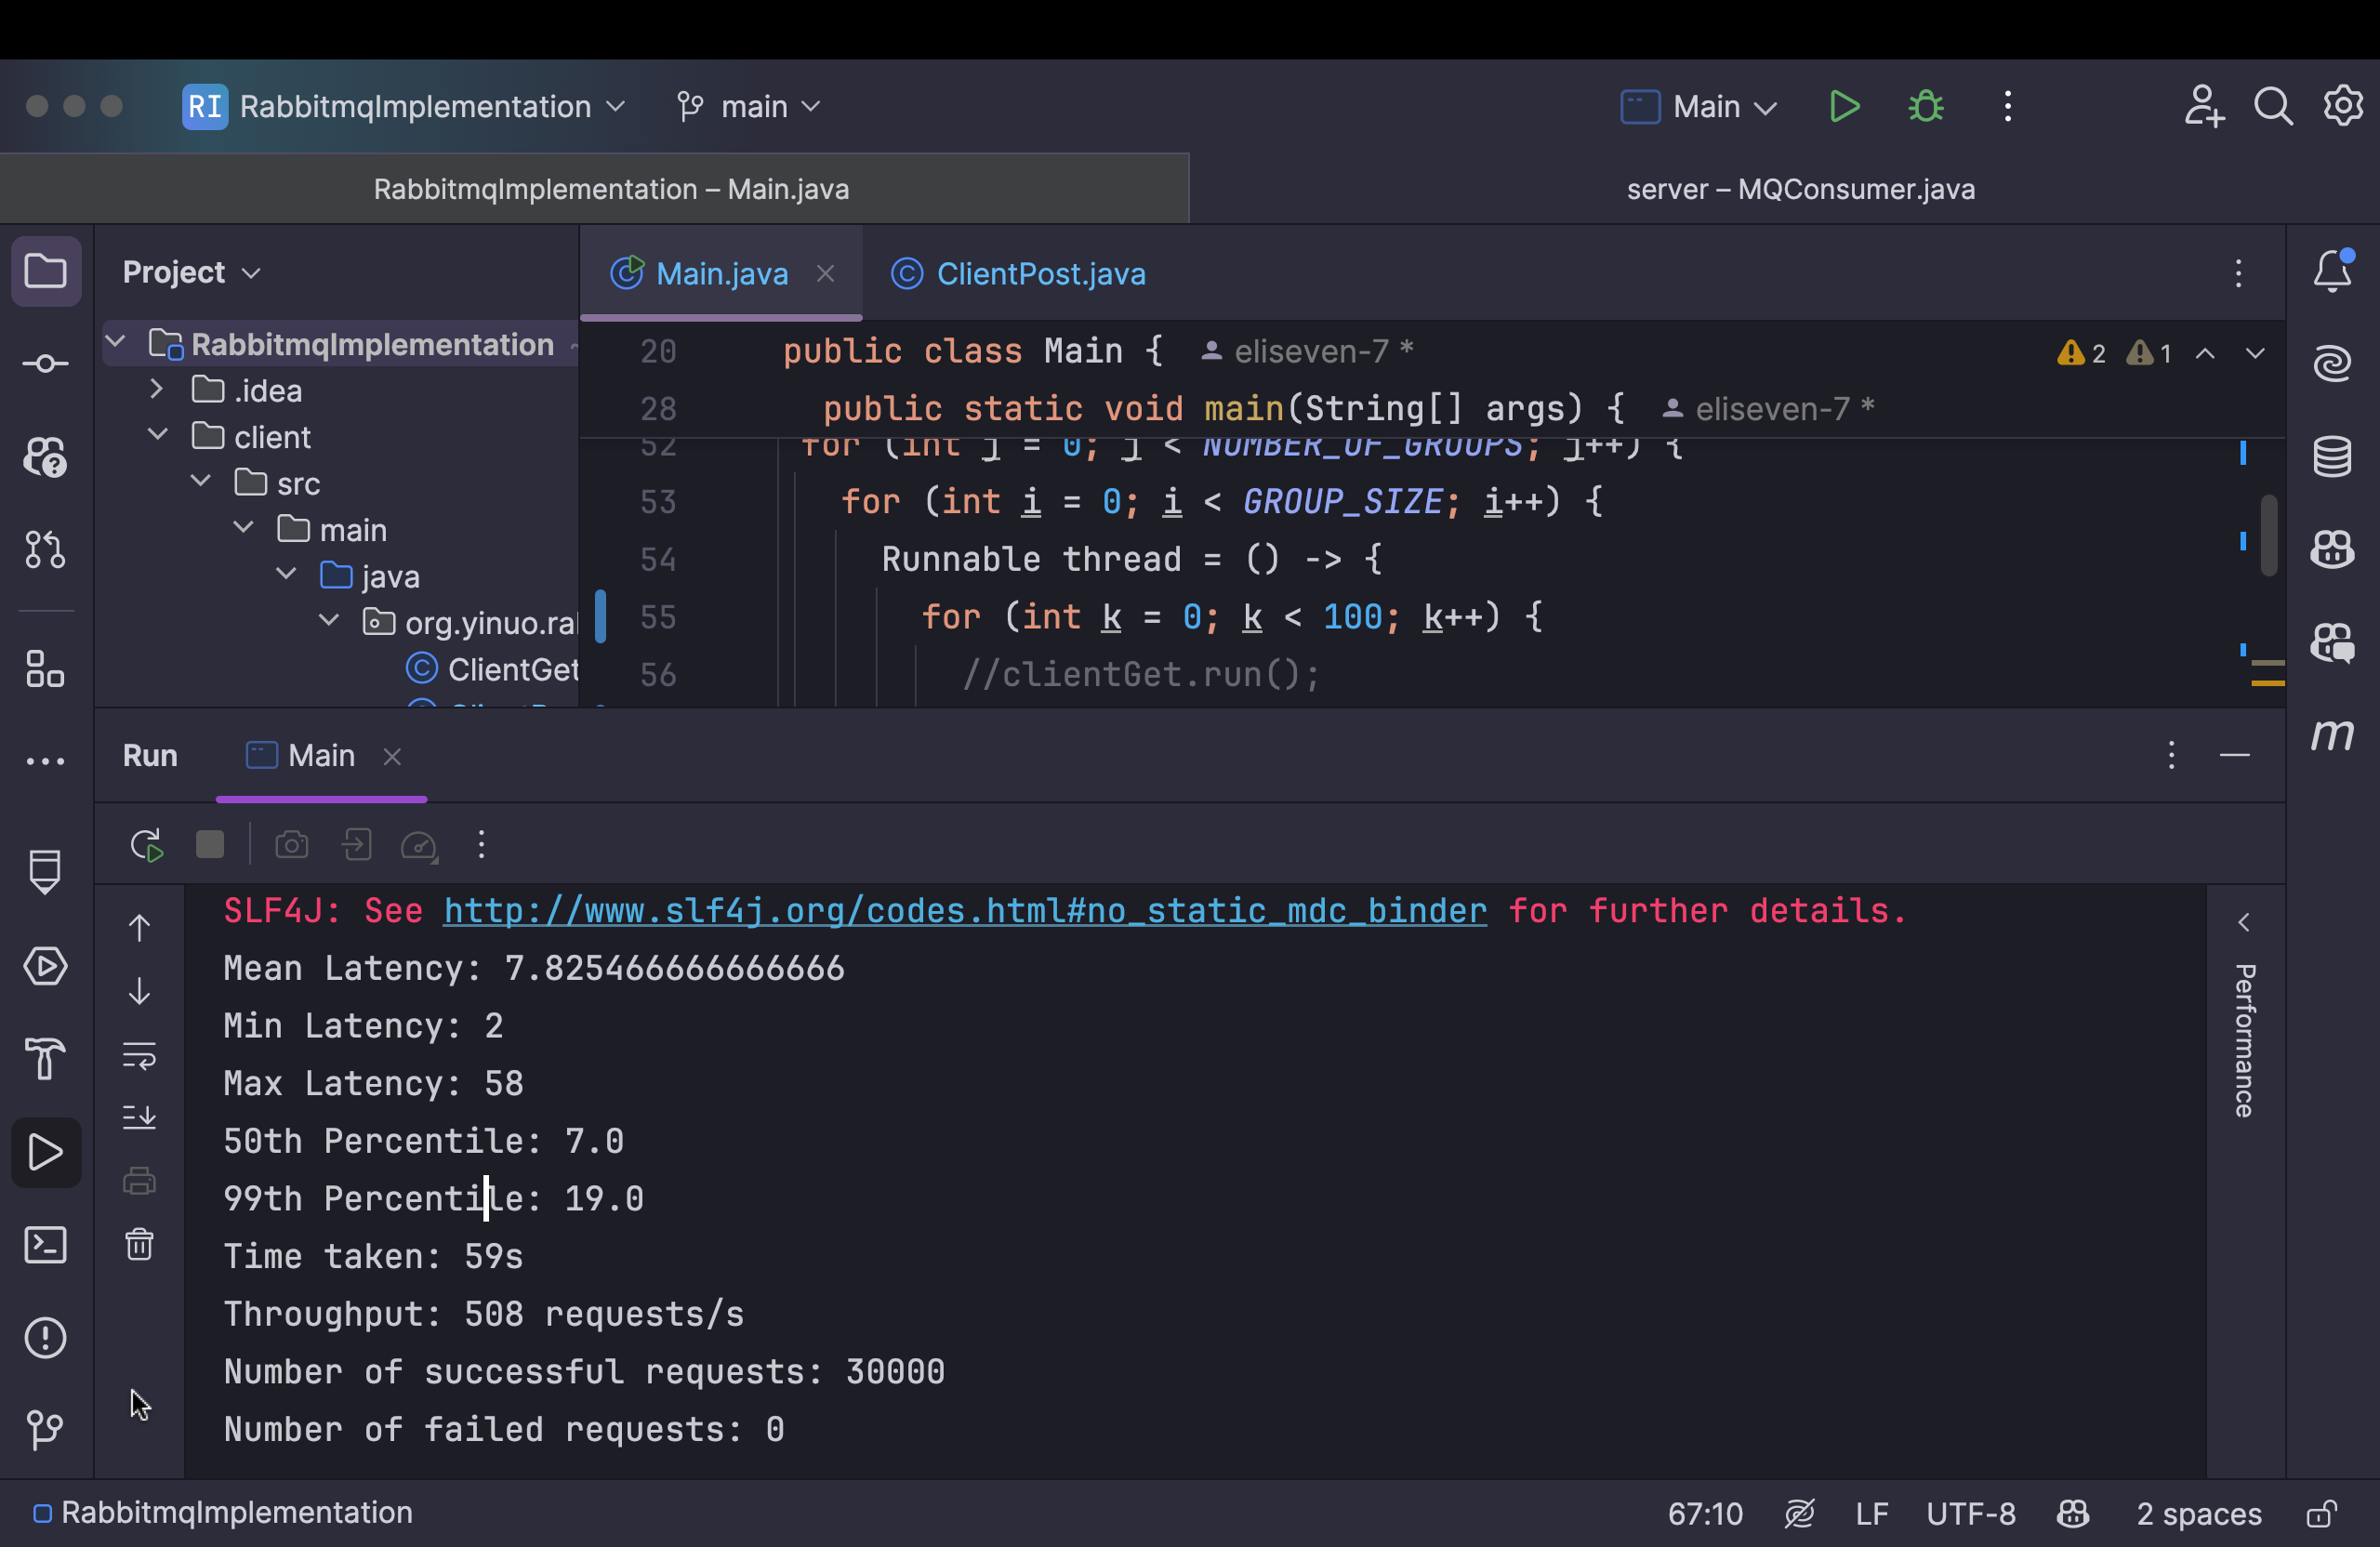 RI RabbitmqImplementation main Main
RabbitmqImplementation – Main.java server – MQConsumer.java
Project Main.java ClientPost.java
RabbitmqImplementation
.idea
client
src
main
java
org.yinuo.ra
ClientGet
20 public class Main { eliseven-7 * 2 1
28 public static void main(String[] args) { eliseven-7 *
52 for (int j = 0; j < NUMBER_OF_GROUPS; j++) {
53 for (int i = 0; i < GROUP_SIZE; i++) {
54 Runnable thread = () -> {
55 for (int k = 0; k < 100; k++) {
56 //clientGet.run();
m
Run Main
SLF4J: See http://www.slf4j.org/codes.html#no_static_mdc_binder for further details.
Mean Latency: 7.825466666666666
Min Latency: 2
Max Latency: 58
50th Percentile: 7.0
99th Percentile: 19.0
Time taken: 59s
Throughput: 508 requests/s
Number of successful requests: 30000
Number of failed requests: 0
Performance
RabbitmqImplementation 67:10 LF UTF-8 2 spaces